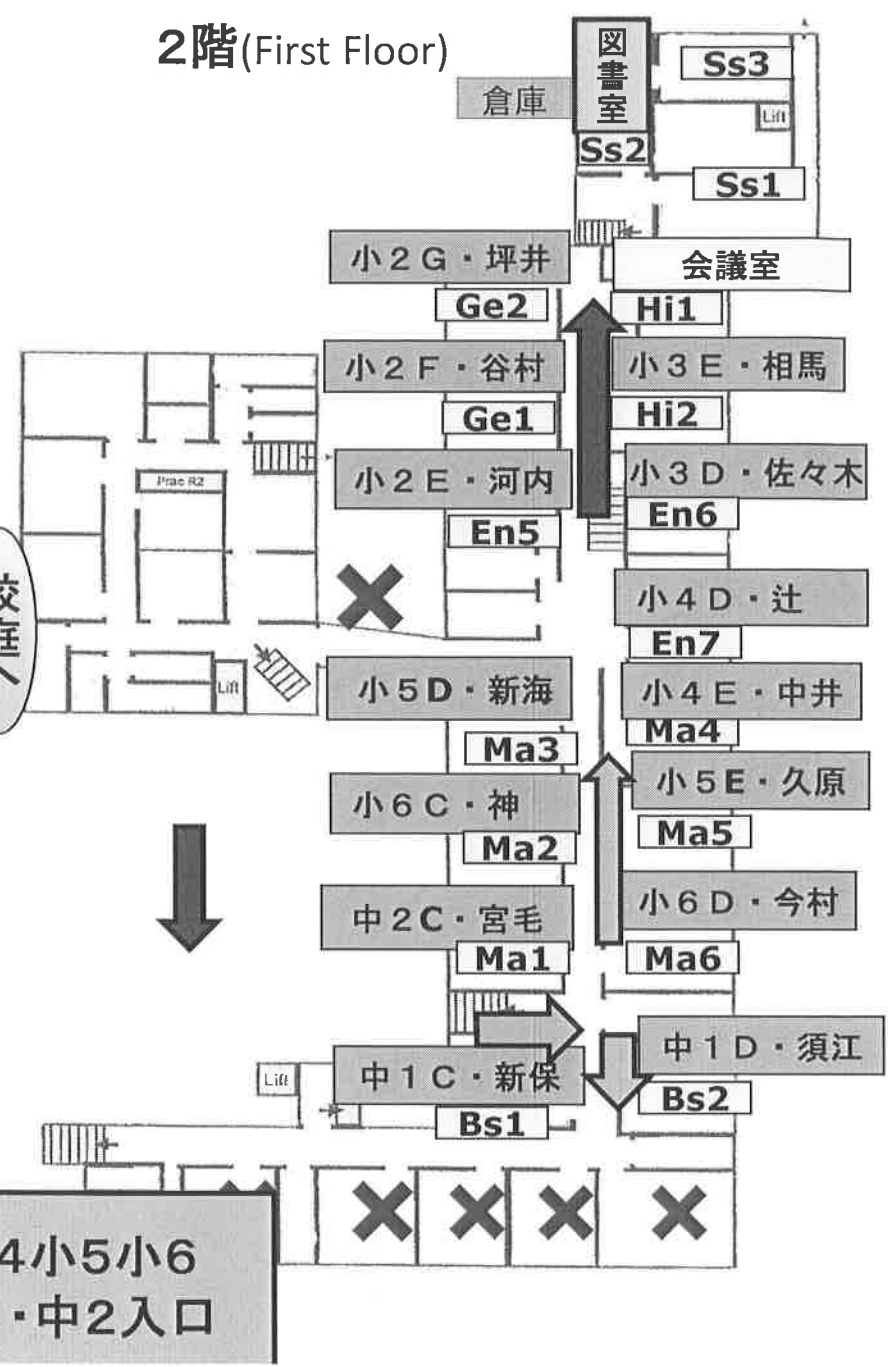 2階(First Floor)
図書室
Ss3
倉庫
Lift
Ss2
Ss1
小2G・坪井
会議室
Ge2
Hi1
小2F・谷村
小3E・相馬
Ge1
Hi2
小2E・河内
小3D・佐々木
Prac R2
En5
En6
校庭へ
小4D・辻
En7
小5D・新海
小4E・中井
Lift
Ma3
Ma4
小6C・神
小5E・久原
Ma2
Ma5
中2C・宮毛
小6D・今村
Ma1
Ma6
中1C・新保
中1D・須江
Lift
Bs1
Bs2
4小5小6
・中2入口